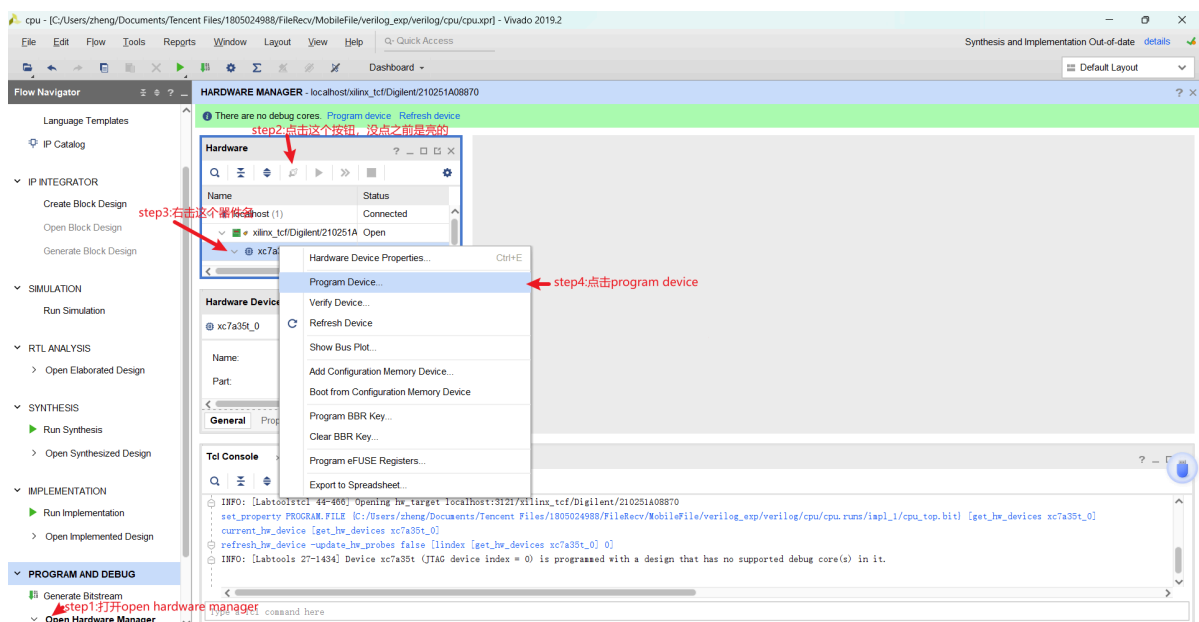 cpu - [C:/Users/zheng/Documents/Tencent Files/1805024988/FileRecv/MobileFile/verilog_exp/verilog/cpu/cpu.xpr] - Vivado 2019.2
File Edit Flow Tools Reports Window Layout View Help Q- Quick Access
Synthesis and Implementation Out-of-date details
Dashboard
Default Layout
Flow Navigator
HARDWARE MANAGER - localhost/xilinx_tcf/Digilent/210251A08870
There are no debug cores. Program device Refresh device
step2:点击这个按钮，没点之前是亮的
Language Templates
IP Catalog
IP INTEGRATOR
Create Block Design
Open Block Design
Generate Block Design
SIMULATION
Run Simulation
RTL ANALYSIS
Open Elaborated Design
SYNTHESIS
Run Synthesis
Open Synthesized Design
IMPLEMENTATION
Run Implementation
Open Implemented Design
PROGRAM AND DEBUG
Generate Bitstream
step1:打开open hardware manager
Open Hardware Manager
Hardware
Name Status
step3:右击这个器件名
localhost (1) Connected
xilinx_tcf/Digilent/210251A Open
xc7a3
Hardware Device Properties... Ctrl+E
Program Device...
step4:点击program device
Verify Device...
Refresh Device
Show Bus Plot...
Add Configuration Memory Device...
Boot from Configuration Memory Device
Program BBR Key...
Clear BBR Key...
Program eFUSE Registers...
Export to Spreadsheet...
Hardware Device
xc7a35t_0
Name:
Part:
General Prop
Tcl Console
INFO: [Labtoolstcl 44-466] Opening hw_target localhost:3121/xilinx_tcf/Digilent/210251A08870
set_property PROGRAM.FILE {C:/Users/zheng/Documents/Tencent Files/1805024988/FileRecv/MobileFile/verilog_exp/verilog/cpu/cpu.runs/impl_1/cpu_top.bit} [get_hw_devices xc7a35t_0]
current_hw_device [get_hw_devices xc7a35t_0]
refresh_hw_device -update_hw_probes false [lindex [get_hw_devices xc7a35t_0] 0]
INFO: [Labtools 27-1434] Device xc7a35t (JTAG device index = 0) is programmed with a design that has no supported debug core(s) in it.
Type a Tcl command here